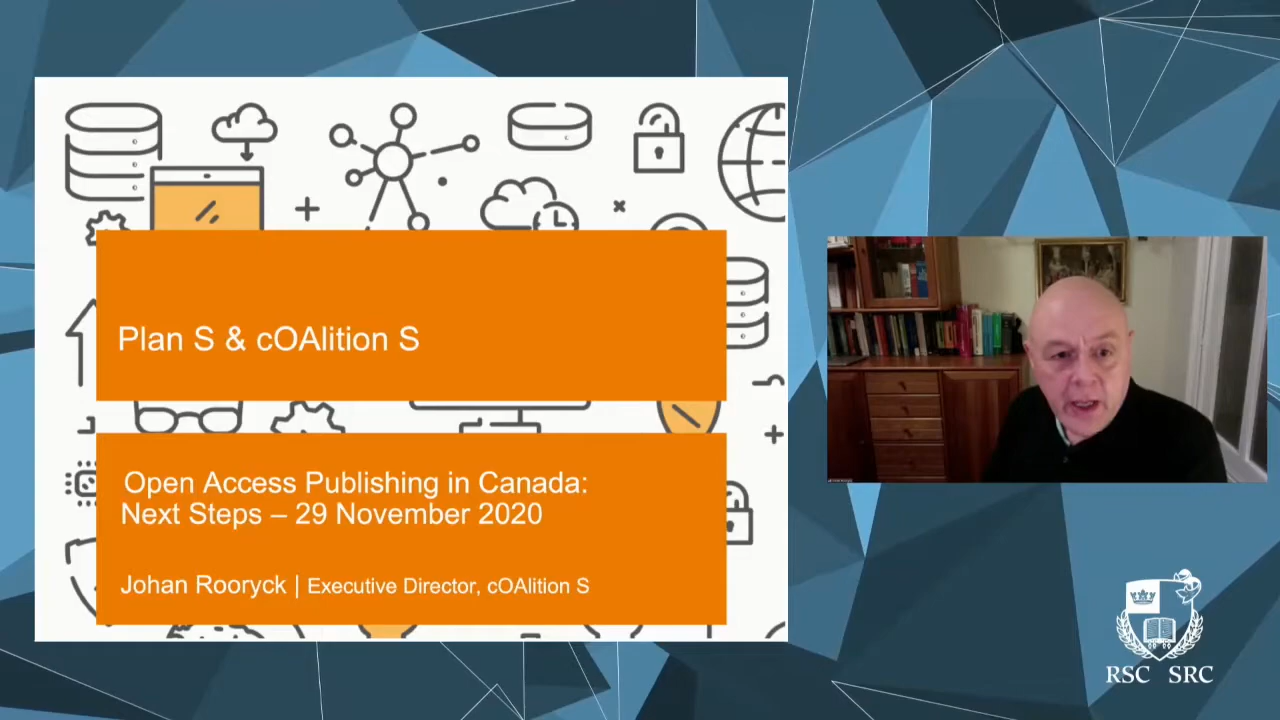 Plan S & cOAlition S
Open Access Publishing in Canada:
Next Steps – 29 November 2020
Johan Rooryck | Executive Director, cOAlition S
RSC SRC